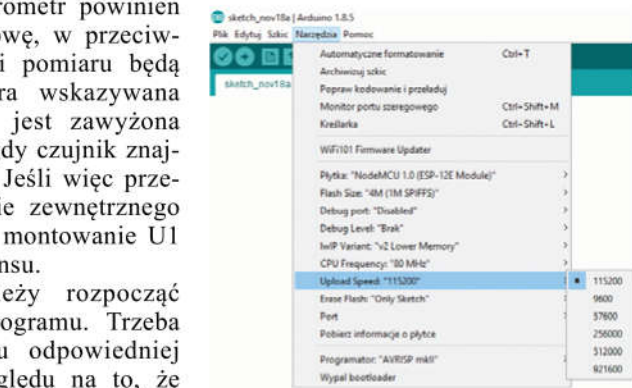 rometr powinien
owę, w przeciw-
i pomiaru będą
ra wskazywana
jest zawyżona
dy czujnik znaj-
Jeśli więc prze-
ie zewnętrznego
montowanie U1
nsu.
leży rozpocząć
ogramu. Trzeba
u odpowiedniej
ględu na to, że
sketch_nov18a | Arduino 1.8.5
Plik Edytuj Szkic Narzędzia Pomoc
sketch_nov18a
Automatyczne formatowanie Ctrl+T
Archiwizuj szkic
Popraw kodowanie i przeładuj
Monitor portu szeregowego Ctrl+Shift+M
Kreślarka Ctrl+Shift+L
WiFi101 Firmware Updater
Płytka: "NodeMCU 1.0 (ESP-12E Module)"
Flash Size: "4M (1M SPIFFS)"
Debug port: "Disabled"
Debug Level: "Brak"
lwIP Variant: "v2 Lower Memory"
CPU Frequency: "80 MHz"
Upload Speed: "115200"
Erase Flash: "Only Sketch"
Port
Pobierz informacje o płytce
Programator: "AVRISP mkII"
Wypal bootloader
115200
9600
57600
256000
512000
921600